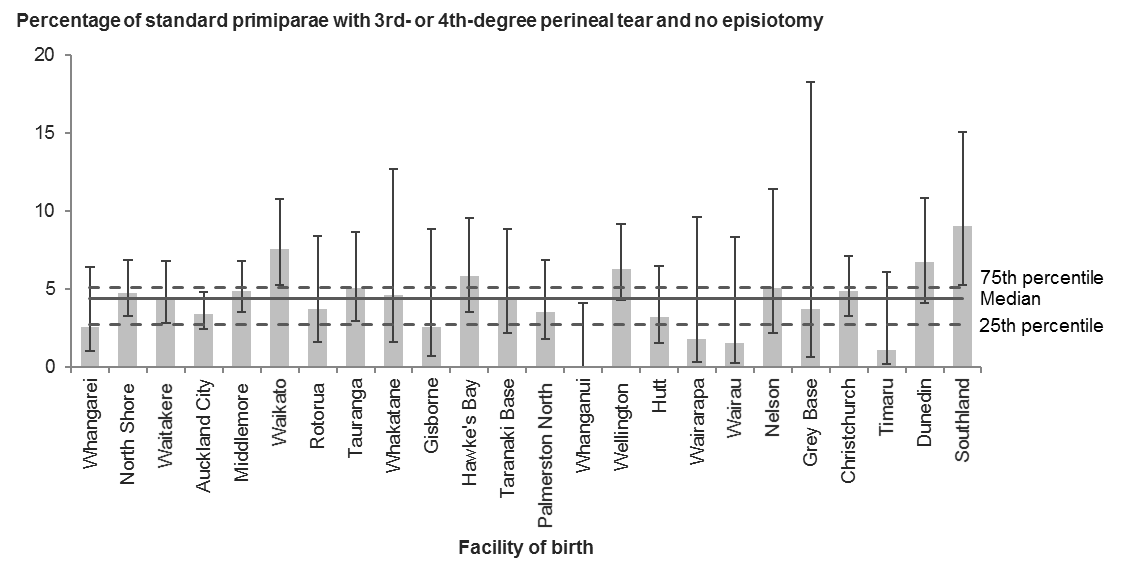 Percentage of standard primiparae with 3rd- or 4th-degree perineal tear and no episiotomy
20
15
10
5
0
75th percentile
Median
25th percentile
Whangarei
North Shore
Waitakere
Auckland City
Middlemore
Waikato
Rotorua
Tauranga
Whakatane
Gisborne
Hawke's Bay
Taranaki Base
Palmerston North
Whanganui
Wellington
Hutt
Wairarapa
Wairau
Nelson
Grey Base
Christchurch
Timaru
Dunedin
Southland
Facility of birth